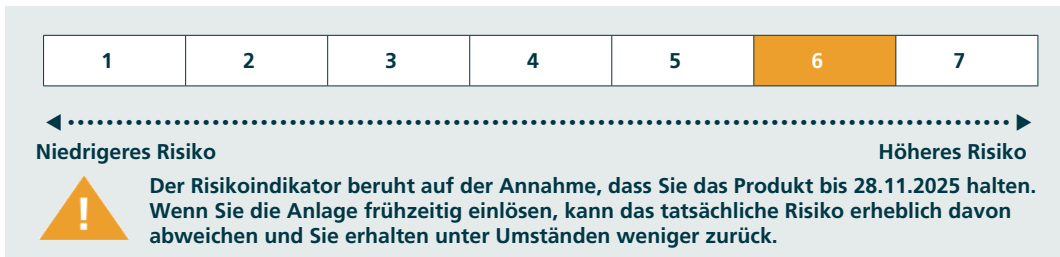 1 2 3 4 5 6 7
Niedrigeres Risiko Höheres Risiko
Der Risikoindikator beruht auf der Annahme, dass Sie das Produkt bis 28.11.2025 halten.
Wenn Sie die Anlage frühzeitig einlösen, kann das tatsächliche Risiko erheblich davon
abweichen und Sie erhalten unter Umständen weniger zurück.
!